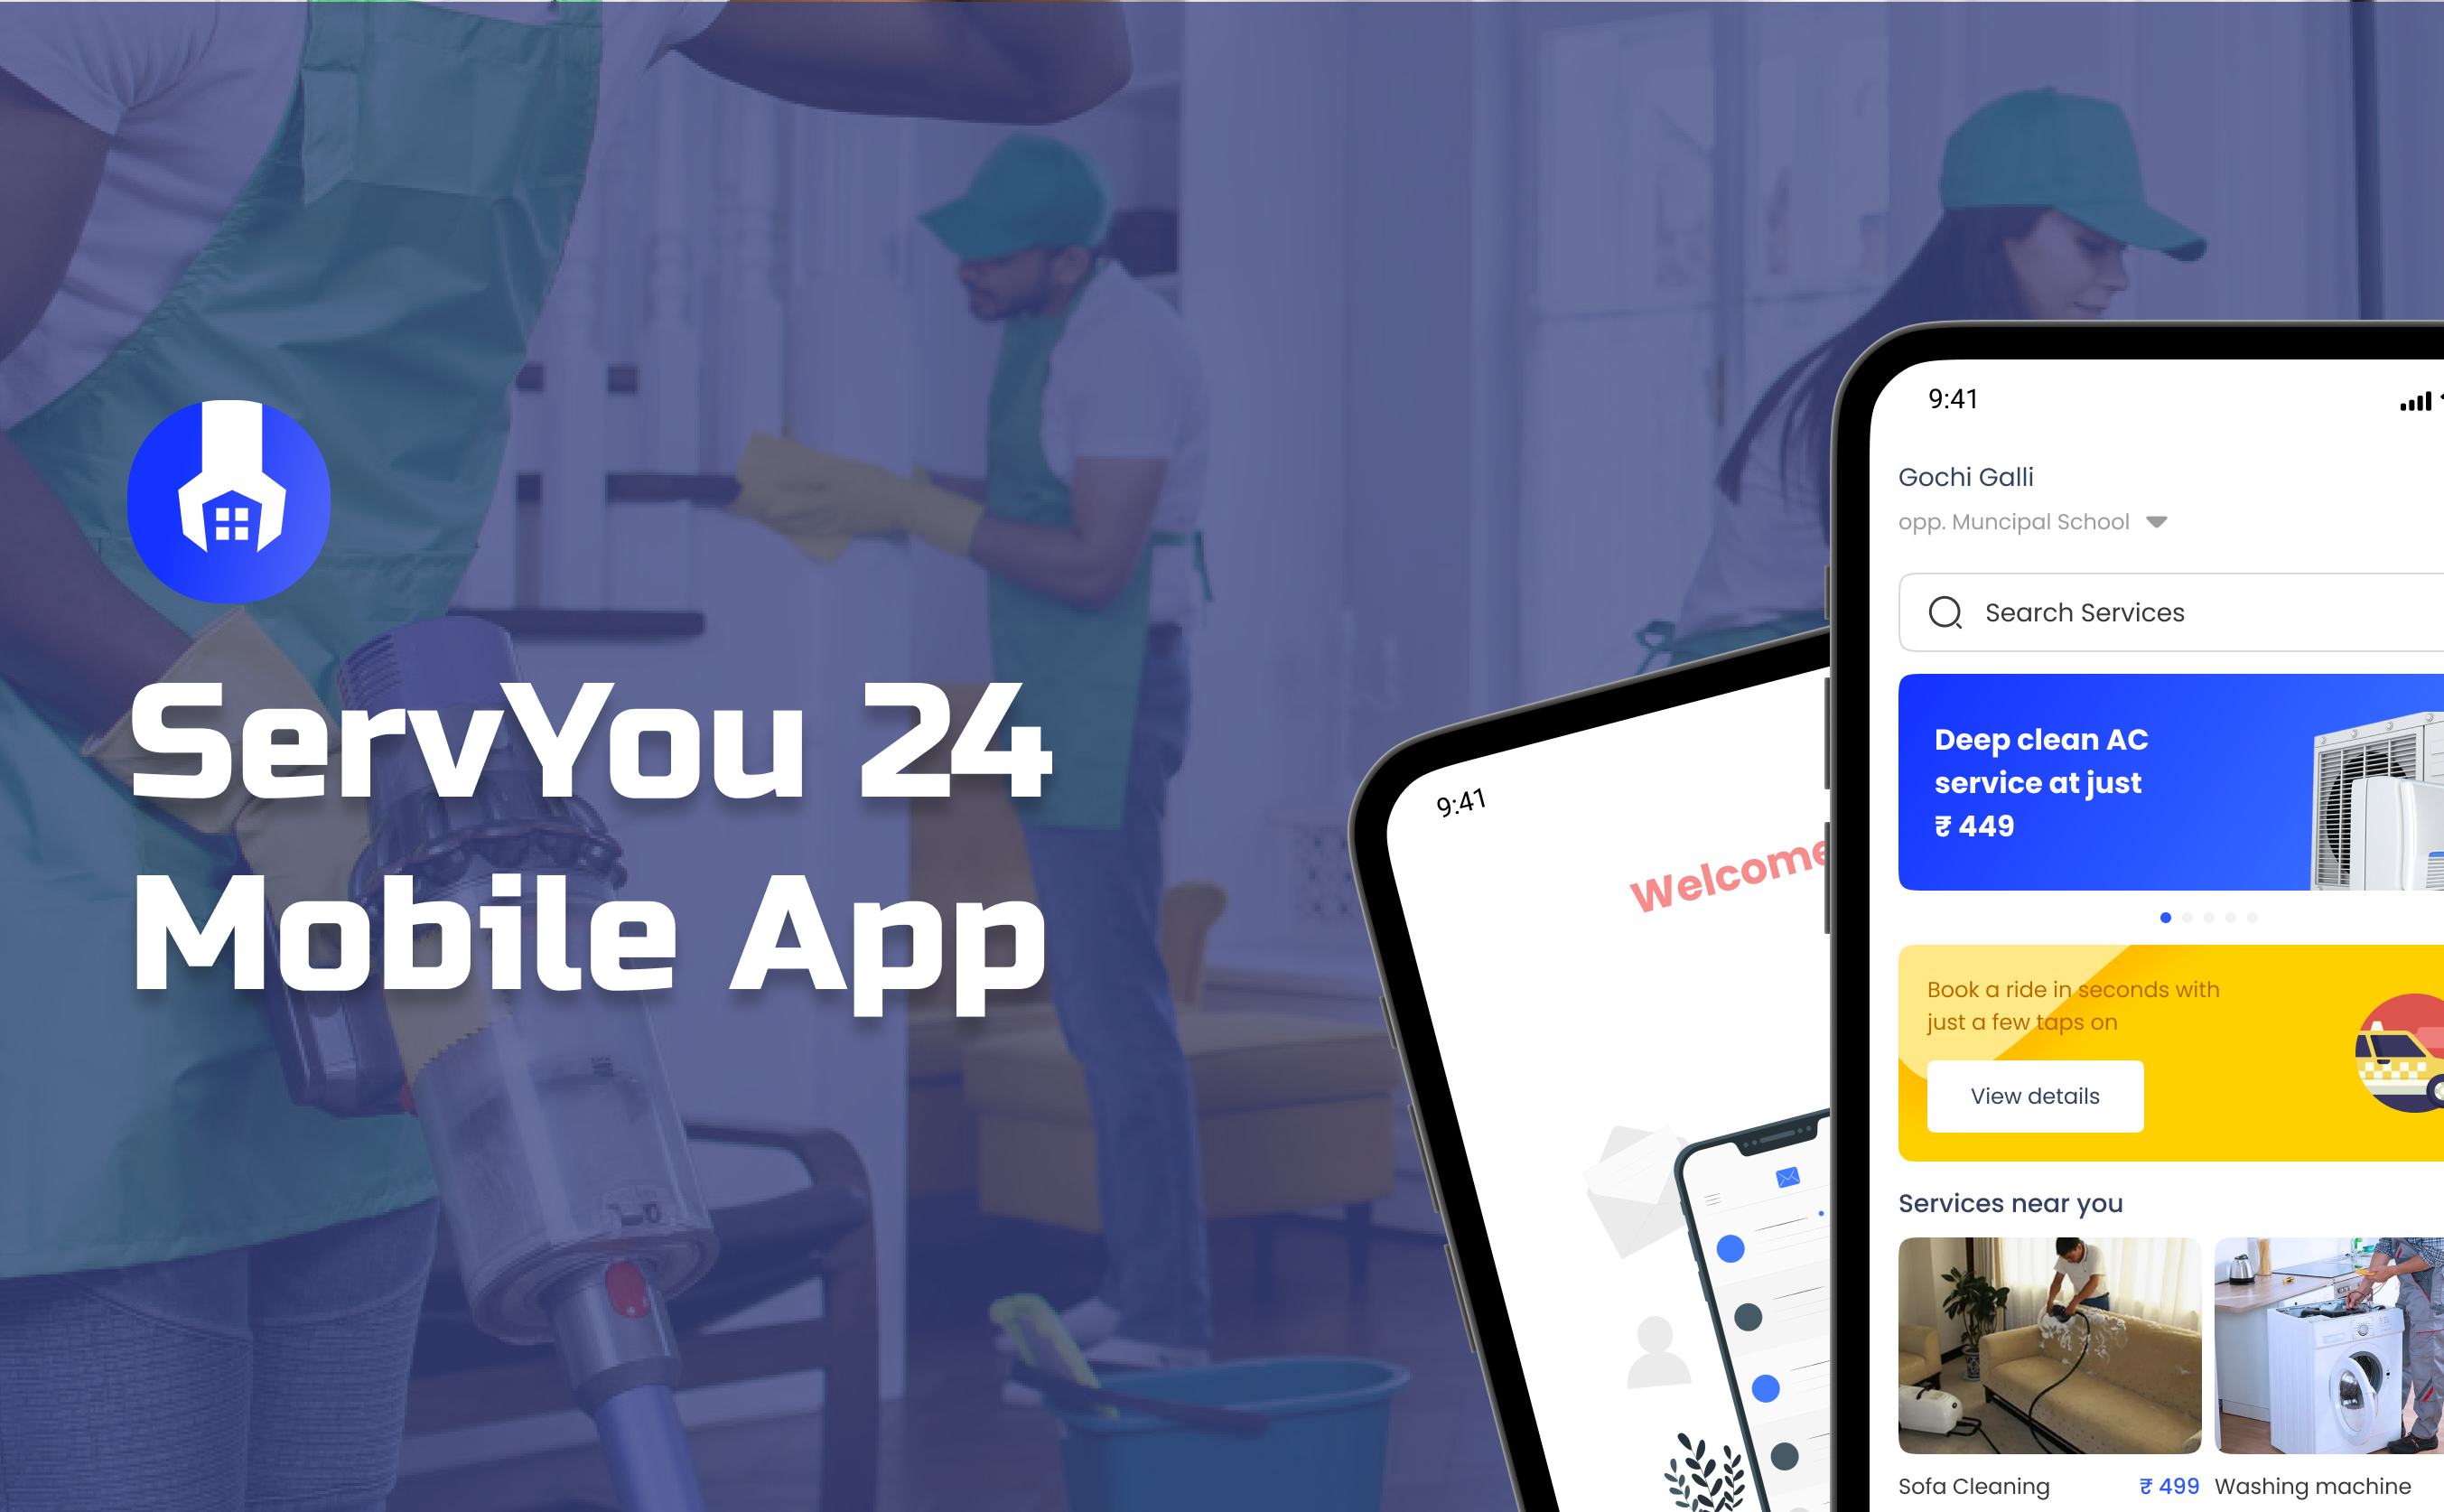 ServYou 24
Mobile App
9:41
Welcome
9:41
Gochi Galli
opp. Muncipal School
Search Services
Deep clean AC
service at just
₹ 449
Book a ride in seconds with
just a few taps on
View details
Services near you
Sofa Cleaning ₹ 499
Washing machine